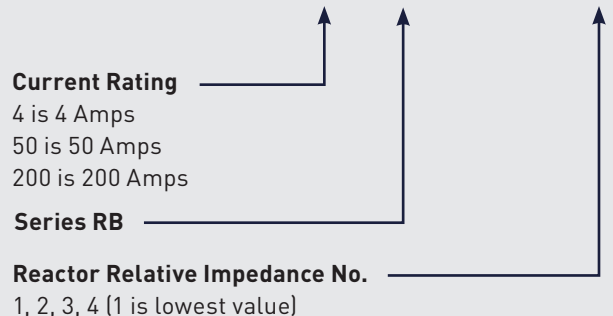 Current Rating
4 is 4 Amps
50 is 50 Amps
200 is 200 Amps
Series RB
Reactor Relative Impedance No.
1, 2, 3, 4 (1 is lowest value)